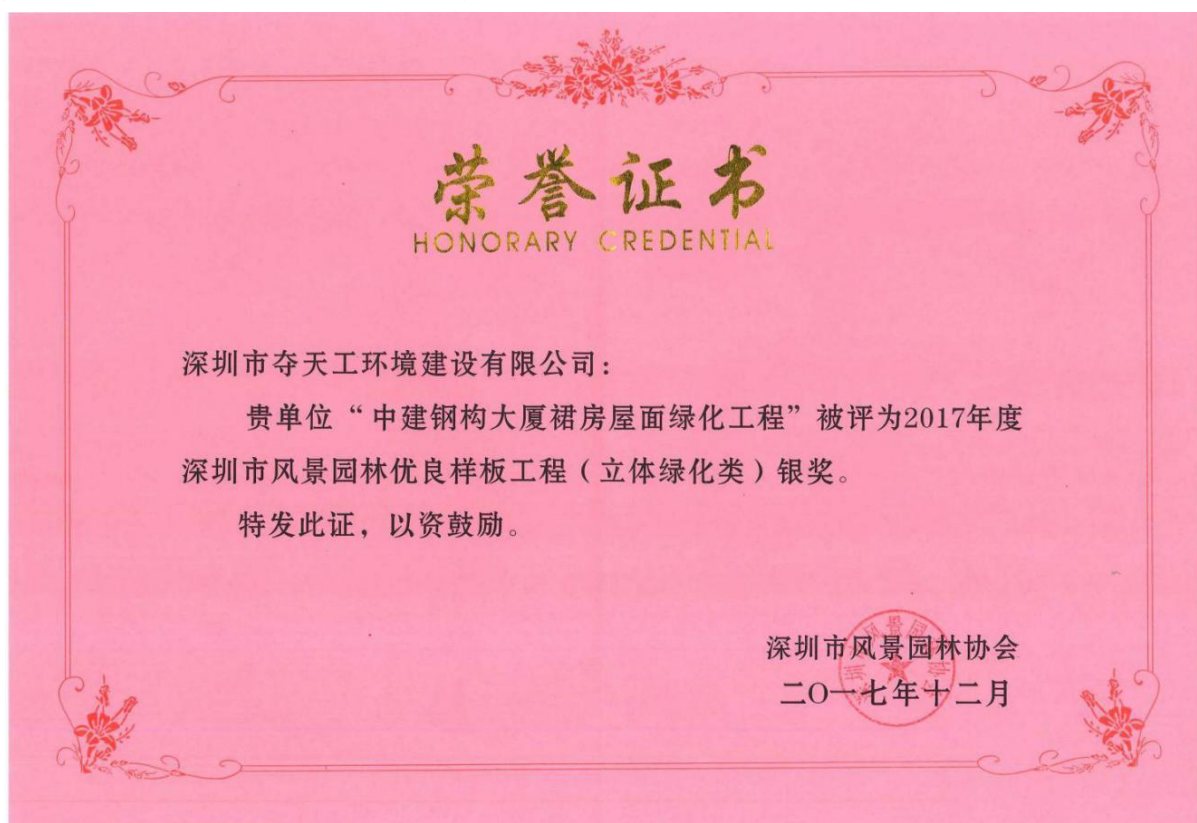 荣誉证书
HONORARY CREDENTIAL
深圳市夺天工环境建设有限公司：
贵单位“中建钢构大厦裙房屋面绿化工程”被评为2017年度
深圳市风景园林优良样板工程（立体绿化类）银奖。
特发此证，以资鼓励。
深圳市风景园林协会
二〇一七年十二月